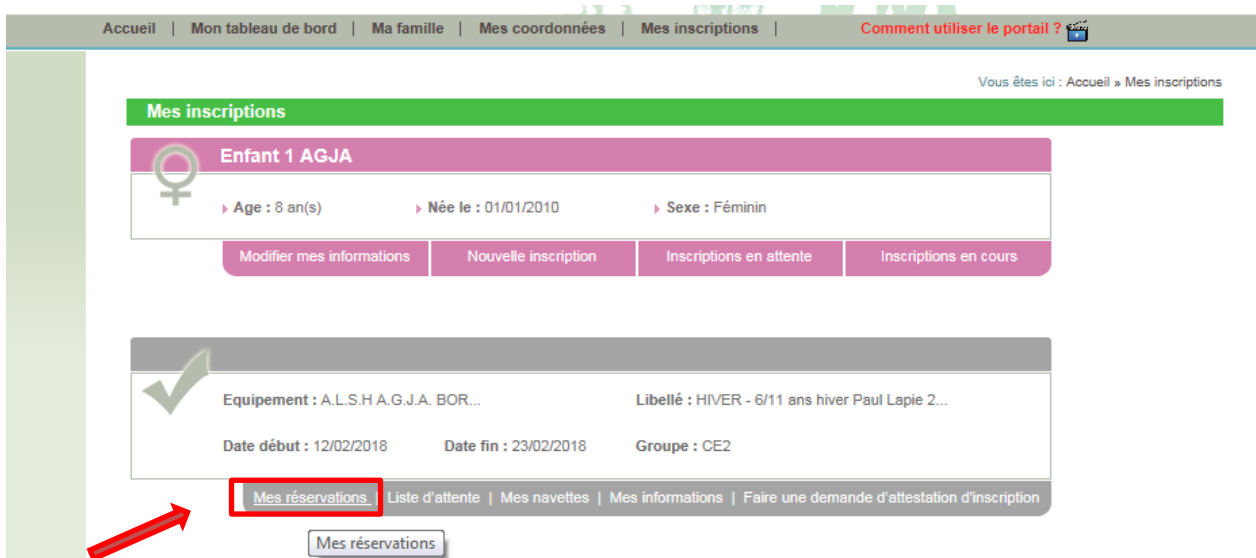 Accueil | Mon tableau de bord | Ma famille | Mes coordonnées | Mes inscriptions | Comment utiliser le portail ?
Vous êtes ici : Accueil » Mes inscriptions
Mes inscriptions
Enfant 1 AGJA
Age : 8 an(s) Née le : 01/01/2010 Sexe : Féminin
Modifier mes informations Nouvelle inscription Inscriptions en attente Inscriptions en cours
Equipement : A.L.S.H A.G.J.A. BOR... Libellé : HIVER - 6/11 ans hiver Paul Lapie 2...
Date début : 12/02/2018 Date fin : 23/02/2018 Groupe : CE2
Mes réservations | Liste d'attente | Mes navettes | Mes informations | Faire une demande d'attestation d'inscription
Mes réservations